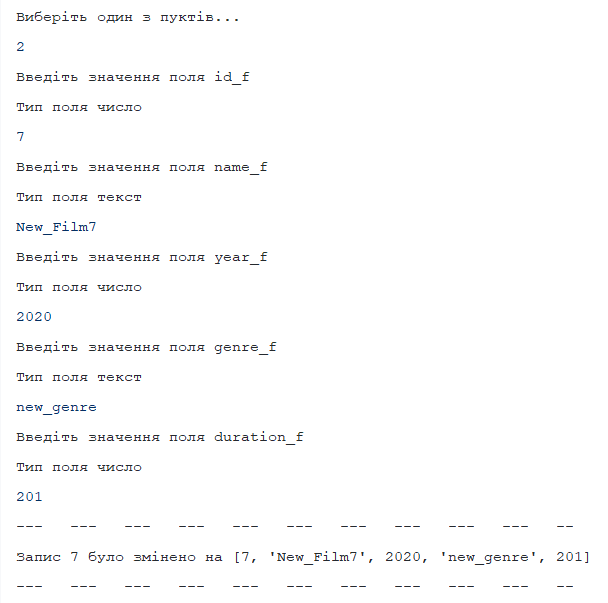 Виберіть один з пуктів...
2
Введіть значення поля id_f
Тип поля число
7
Введіть значення поля name_f
Тип поля текст
New_Film7
Введіть значення поля year_f
Тип поля число
2020
Введіть значення поля genre_f
Тип поля текст
new_genre
Введіть значення поля duration_f
Тип поля число
201
--- --- --- --- --- --- --- --- --- --- --
Запис 7 було змінено на [7, 'New_Film7', 2020, 'new_genre', 201]
--- --- --- --- --- --- --- --- --- --- --